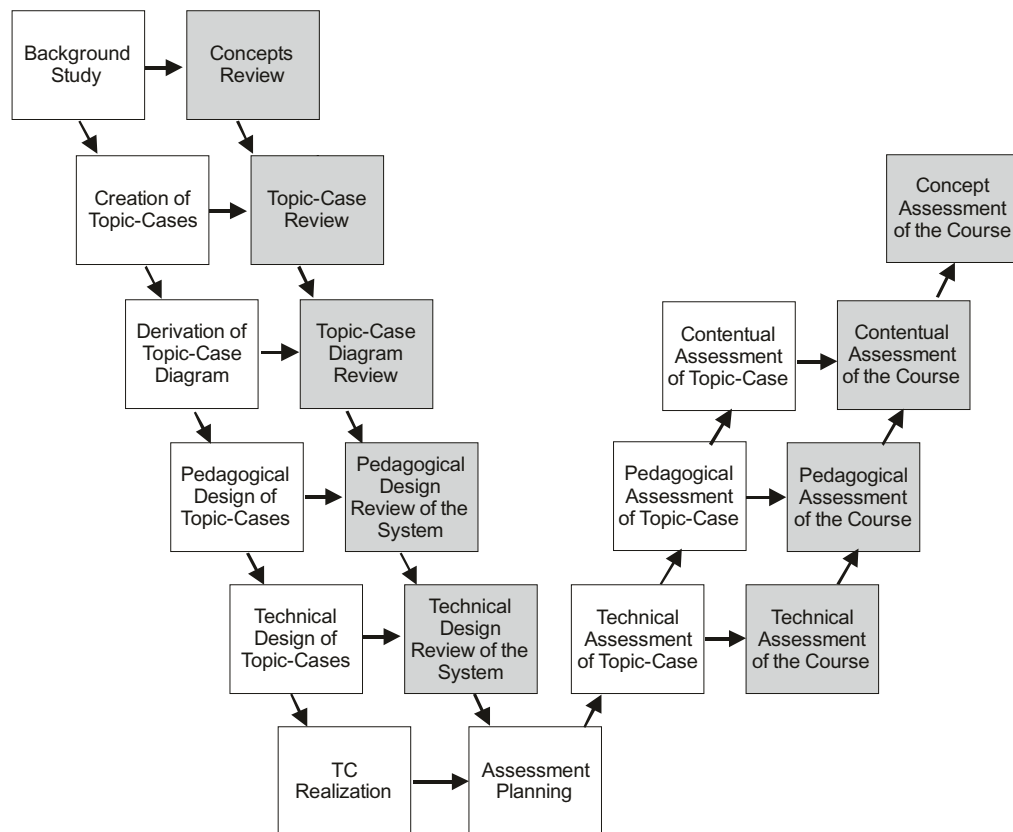 Background
Study
Concepts
Review
Creation of
Topic-Cases
Topic-Case
Review
Concept
Assessment
of the Course
Derivation of
Topic-Case
Diagram
Topic-Case
Diagram
Review
Contentual
Assessment
of Topic-Case
Contentual
Assessment
of the Course
Pedagogical
Design of
Topic-Cases
Pedagogical
Design
Review of the
System
Pedagogical
Assessment
of Topic-Case
Pedagogical
Assessment
of the Course
Technical
Design of
Topic-Cases
Technical
Design
Review of the
System
Technical
Assessment
of Topic-Case
Technical
Assessment
of the Course
TC
Realization
Assessment
Planning